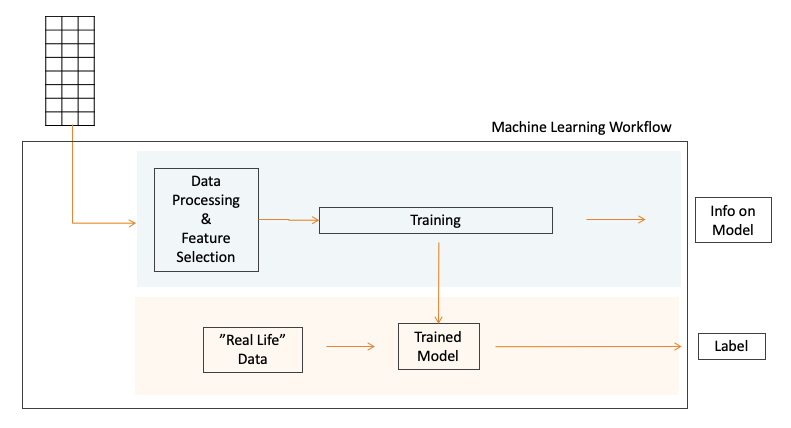 Machine Learning Workflow
Data
Processing
&
Feature
Selection
Training
Info on
Model
”Real Life”
Data
Trained
Model
Label